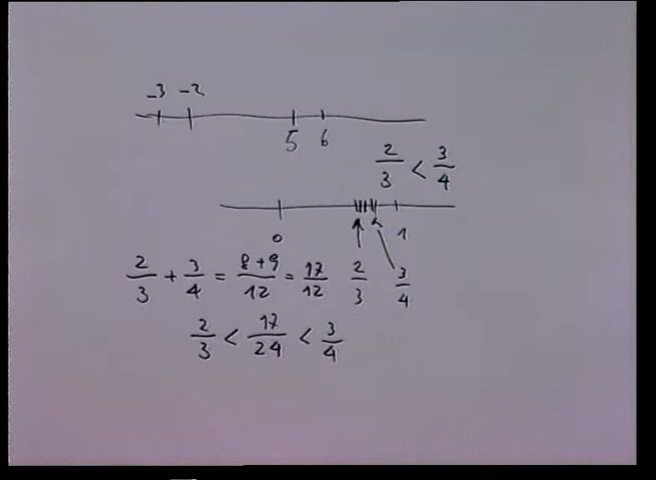 -3 -2
5 6
2/3 < 3/4
0 1
2/3 + 3/4 = 8+9/12 = 17/12 2/3 3/4
2/3 < 17/24 < 3/4